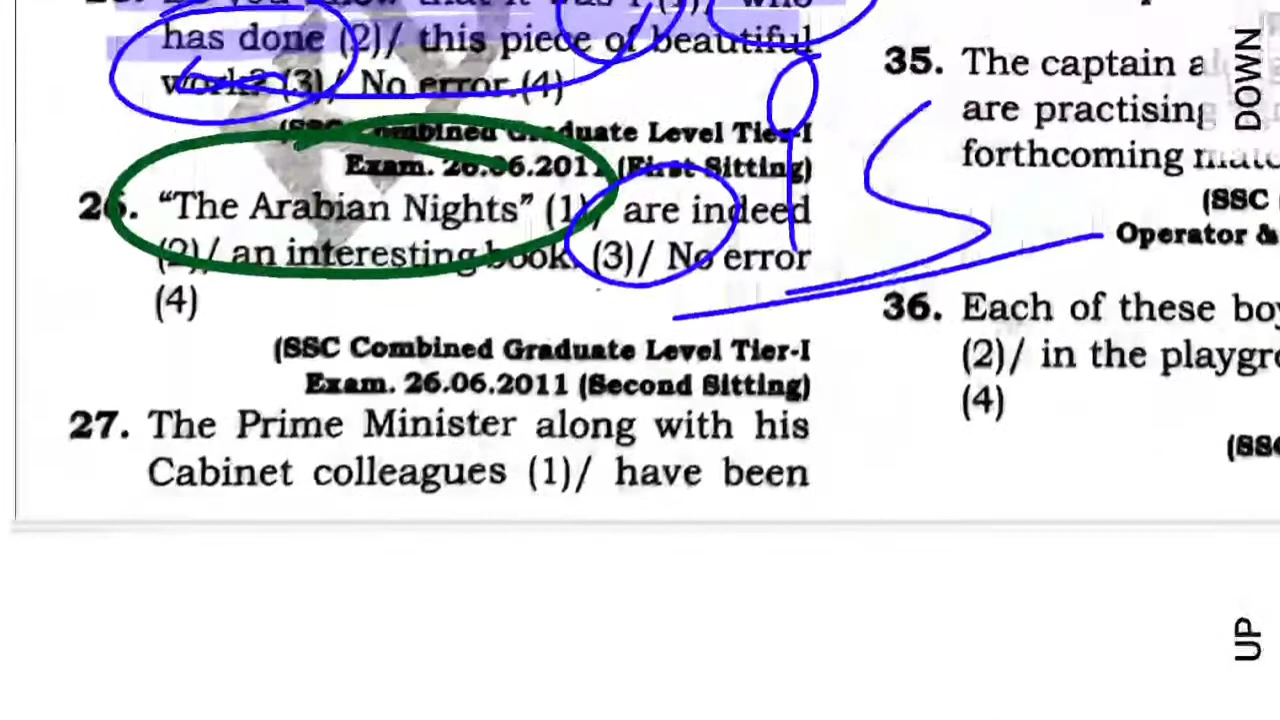 has done (2)/ this piece of beautiful
work? (3)/ No error (4)
(SSC Combined Graduate Level Tier-I
Exam. 26.06.2011 (First Sitting)
26. “The Arabian Nights” (1)/ are indeed
(2)/ an interesting book. (3)/ No error
(4)
(SSC Combined Graduate Level Tier-I
Exam. 26.06.2011 (Second Sitting)
27. The Prime Minister along with his
Cabinet colleagues (1)/ have been
35. The captain
are practising
forthcoming
(SSC
Operator &
36. Each of these
(2)/ in the
(4)
DOWN
UP
is